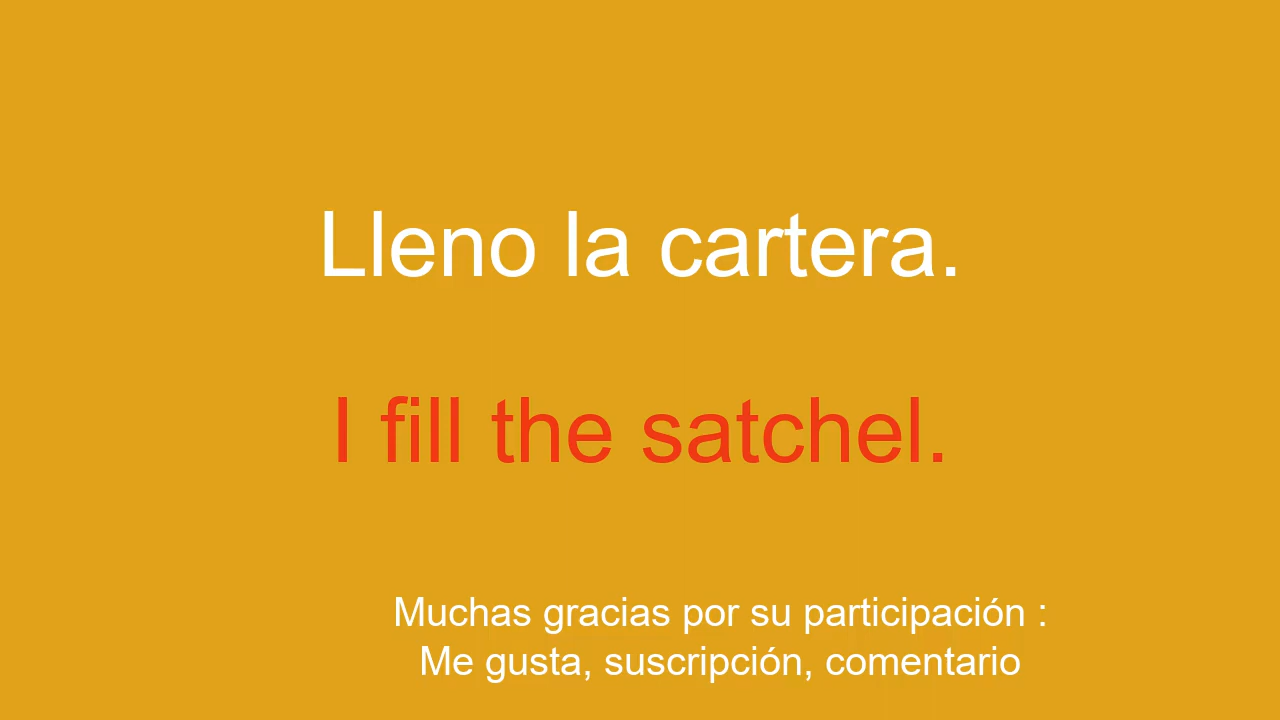 Lleno la cartera.
I fill the satchel.
Muchas gracias por su participación :
Me gusta, suscripción, comentario